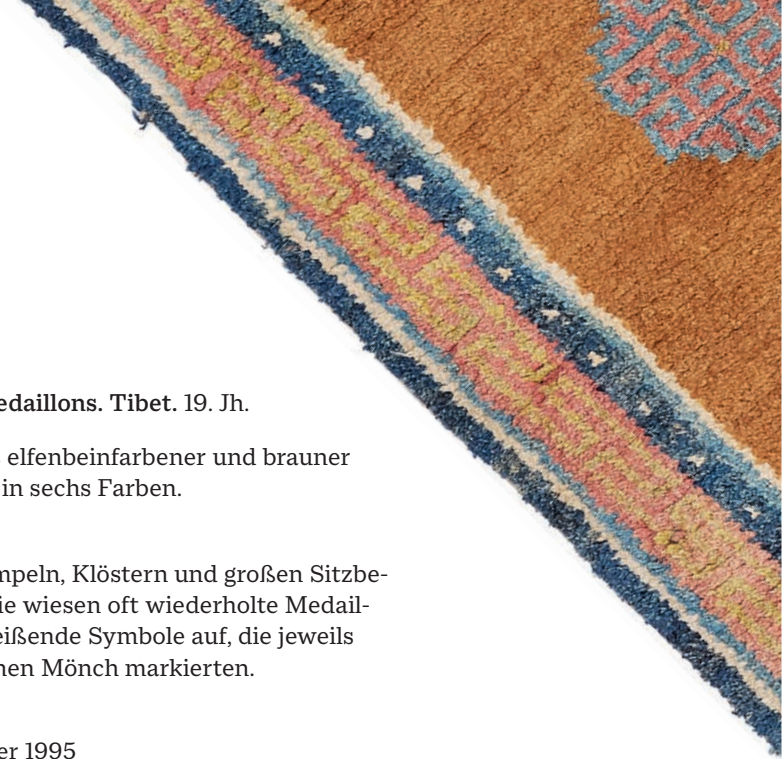 edaillons. Tibet. 19. Jh.
elfenbeinfarbener und brauner
in sechs Farben.
mpeln, Klöstern und großen Sitzbe-
ie wiesen oft wiederholte Medail-
eißende Symbole auf, die jeweils
nen Mönch markierten.
er 1995